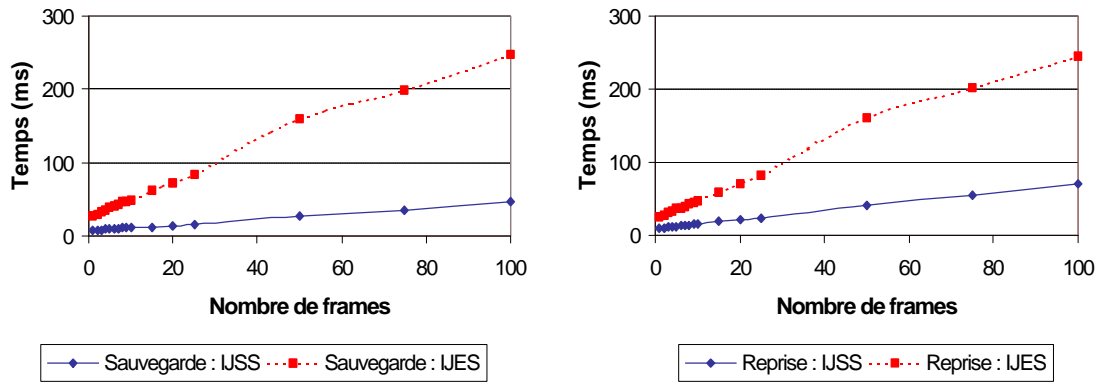 Temps (ms)
300
200
100
0
0 20 40 60 80 100
Nombre de frames
Sauvegarde : IJSS Sauvegarde : IJES
Temps (ms)
300
200
100
0
0 20 40 60 80 100
Nombre de frames
Reprise : IJSS Reprise : IJES